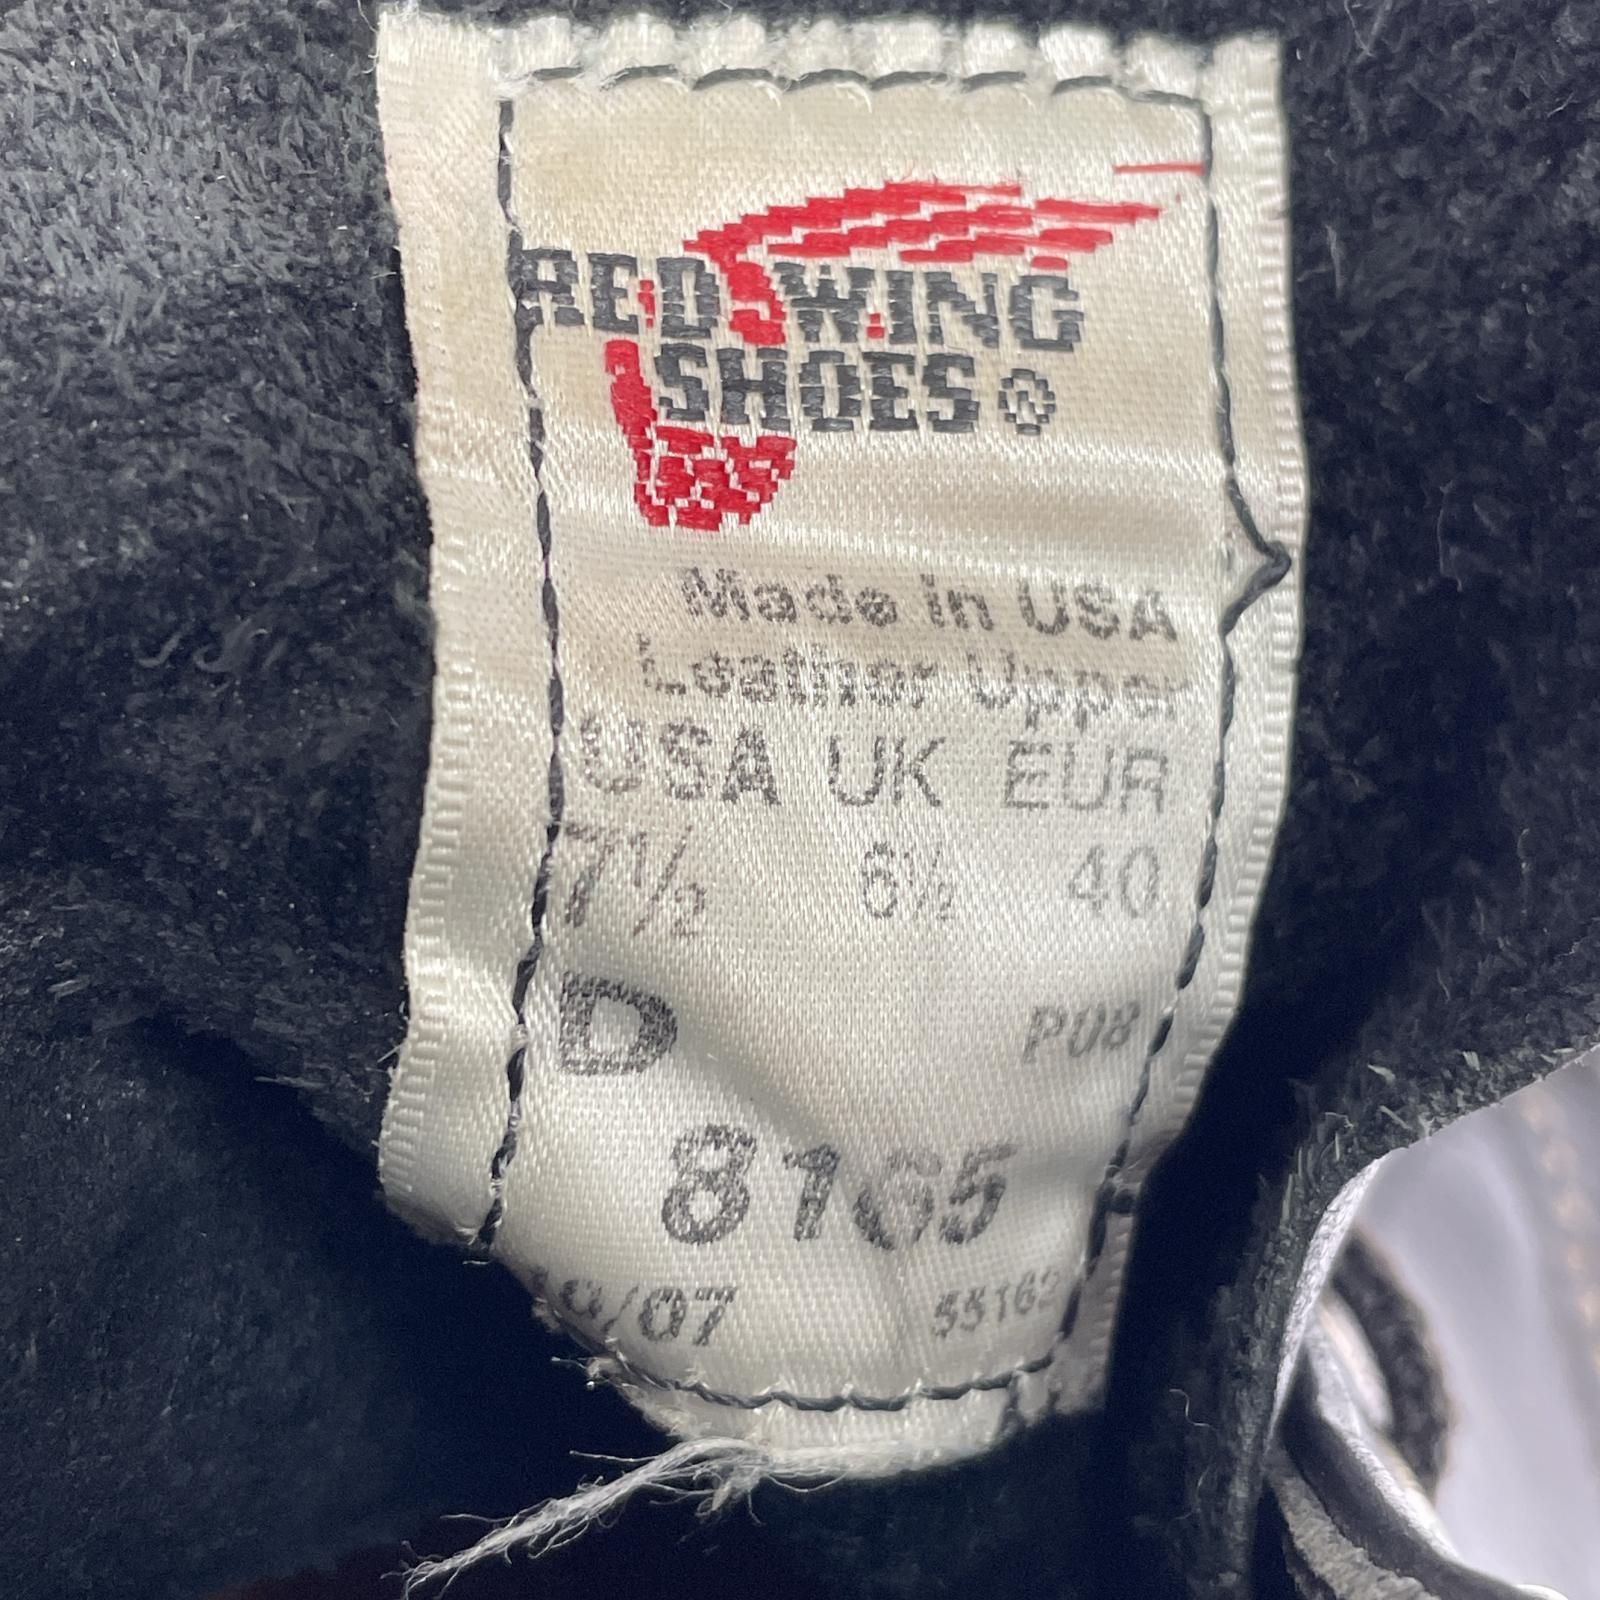 RED WING
SHOES ®
Made in USA
Leather Upper
USA UK EUR
7½ 6½ 40
D P08
8165
/07 55162